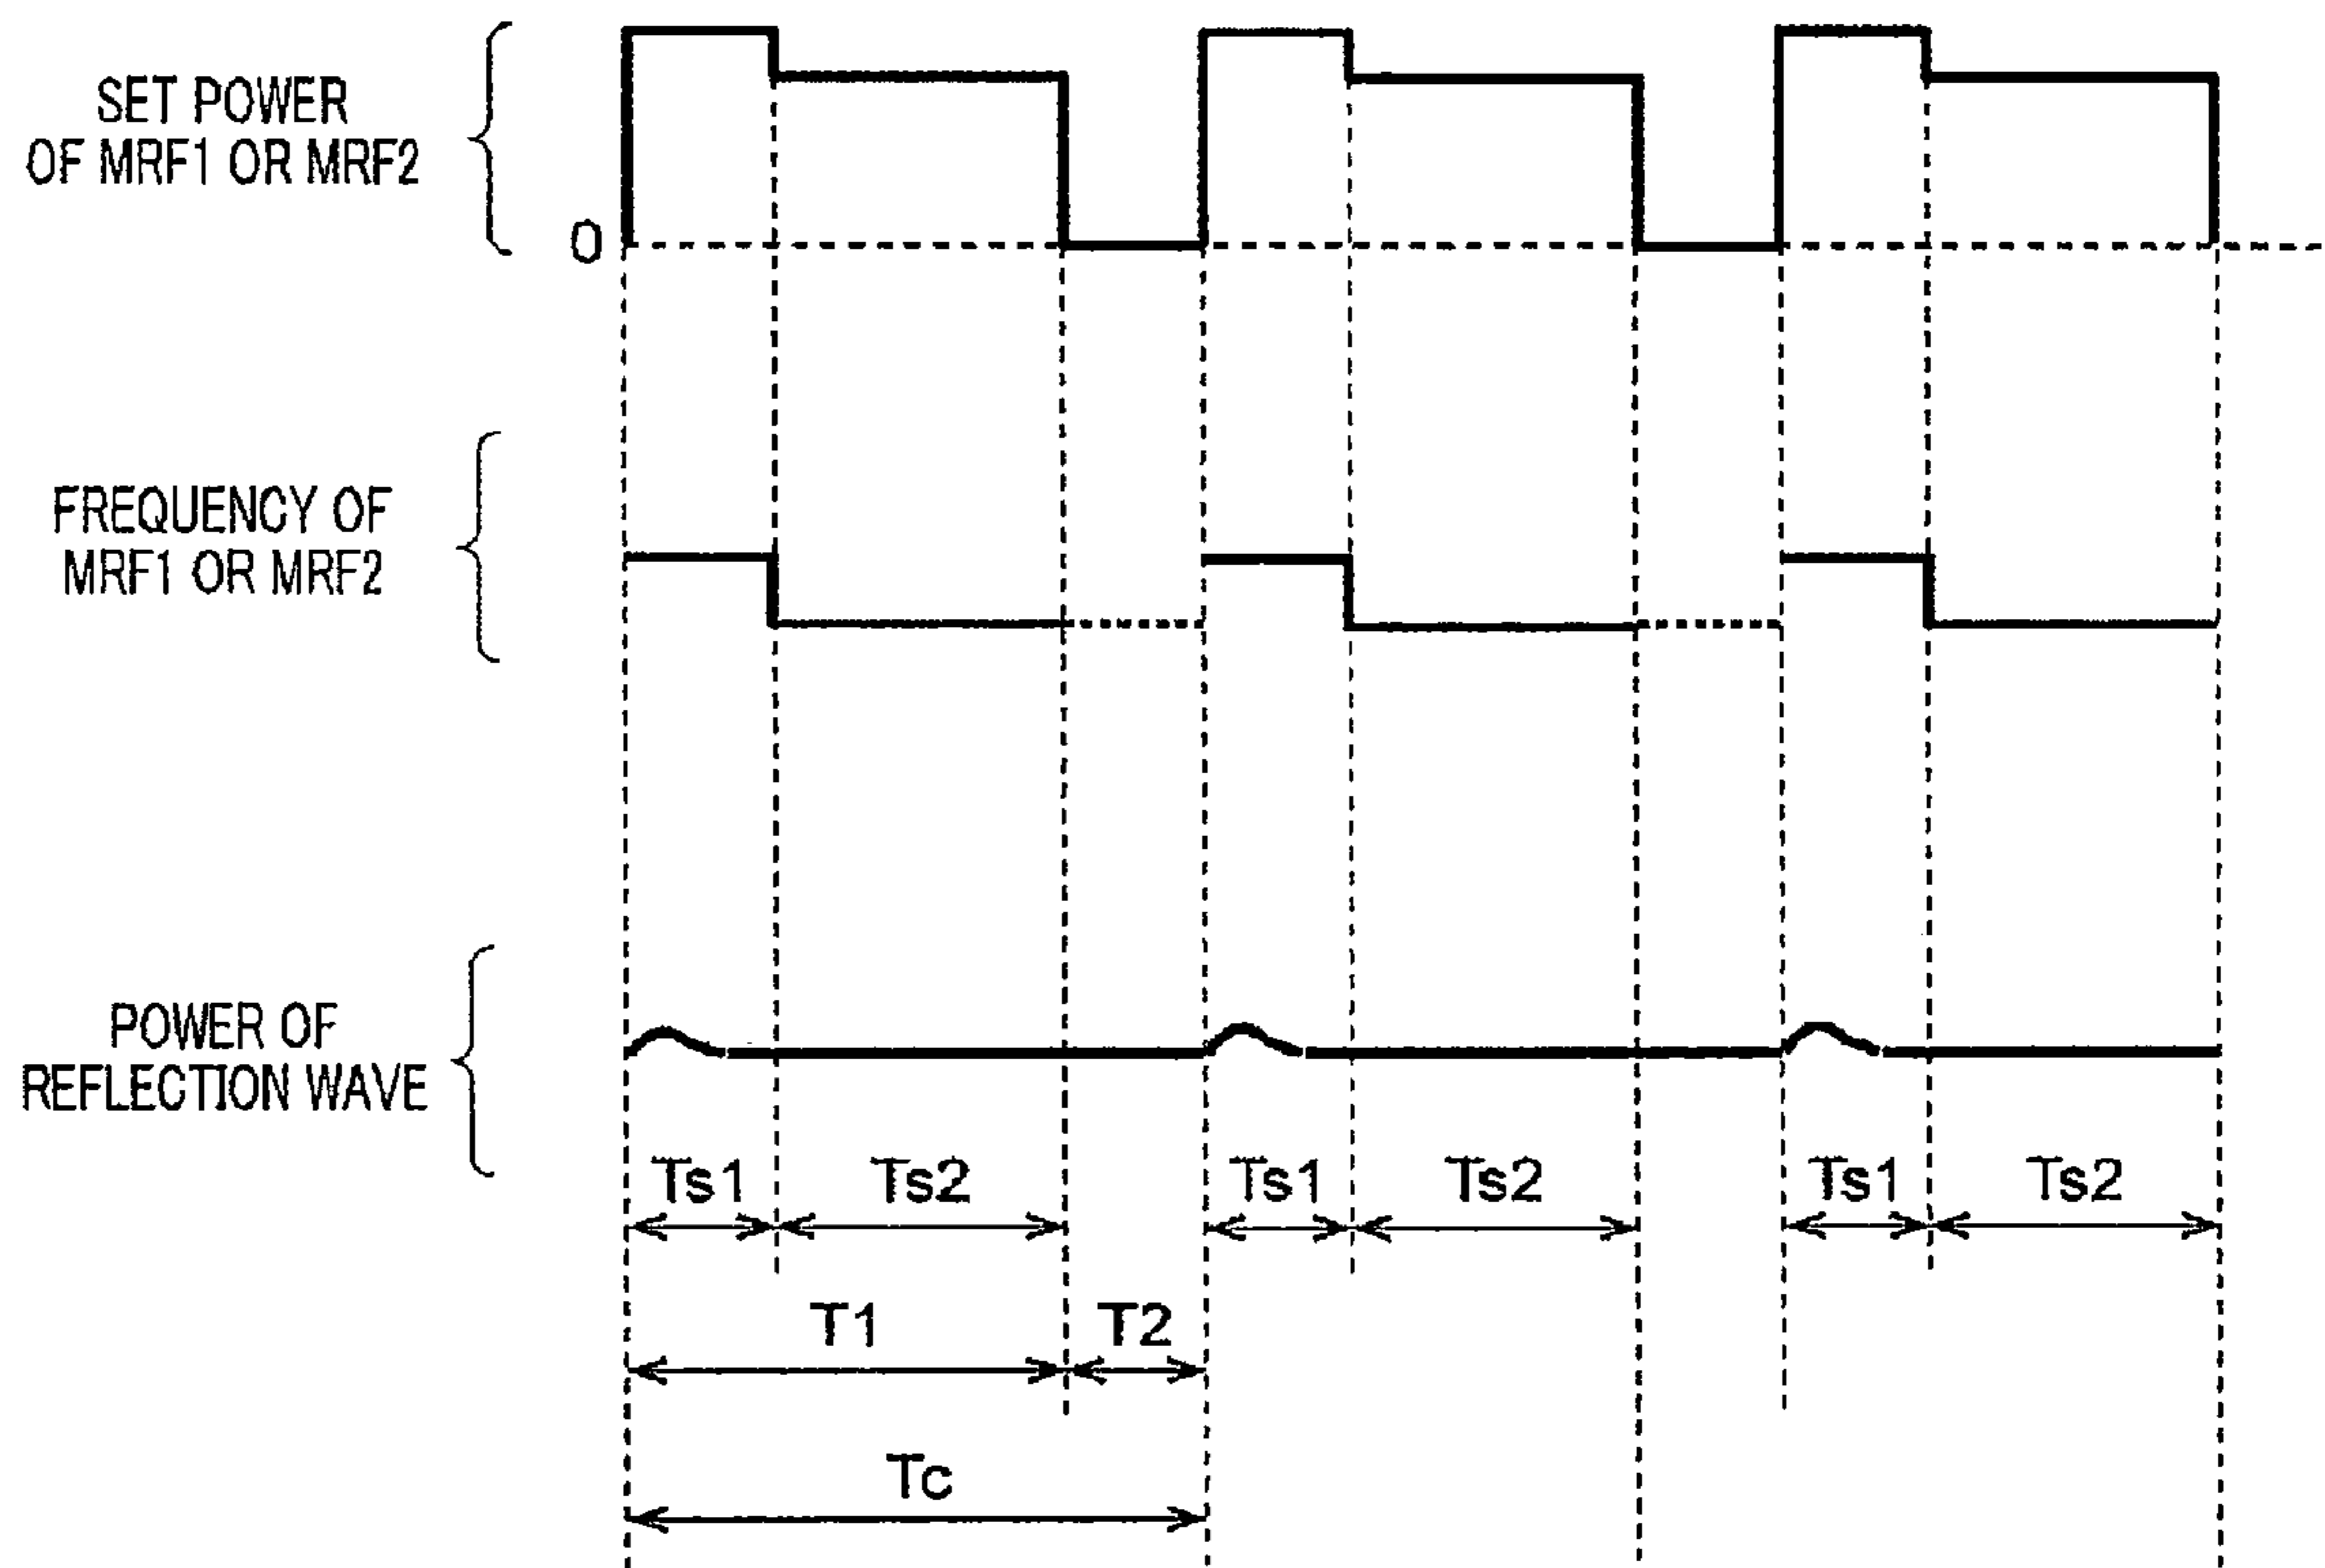 SET POWER
OF MRF1 OR MRF2
0
FREQUENCY OF
MRF1 OR MRF2
POWER OF
REFLECTION WAVE
Ts1 Ts2 Ts1 Ts2 Ts1 Ts2
T1 T2
Tc